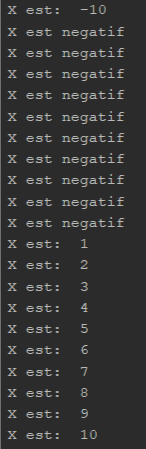 X est:  -10
X est negatif
X est negatif
X est negatif
X est negatif
X est negatif
X est negatif
X est negatif
X est negatif
X est negatif
X est negatif
X est:  1
X est:  2
X est:  3
X est:  4
X est:  5
X est:  6
X est:  7
X est:  8
X est:  9
X est:  10